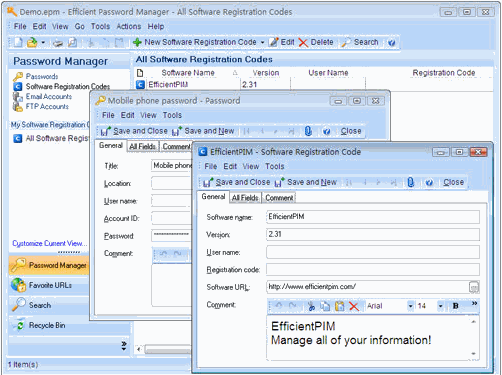 Demo.epm - Efficient Password Manager - All Software Registration Codes
File Edit View Go Tools Actions Help
New Software Registration Code Edit Delete Search
Password Manager
Passwords
Software Registration Codes
Email Accounts
FTP Accounts
My Software Registration
All Software Regist
Customize Current View...
Password Manager
Favorite URLs
Search
Recycle Bin
1 Item(s)
All Software Registration Codes
Software Name Version User Name Registration Code
EfficientPIM 2.31
Mobile phone password - Password
File Edit View Tools
Save and Close Save and New Close
General All Fields Comment
Title: Mobile phone
Location:
User name:
Account ID:
Password: ***************
Comment:
EfficientPIM - Software Registration Code
File Edit View Tools
Save and Close Save and New Close
General All Fields Comment
Software name: EfficientPIM
Version: 2.31
User name:
Registration code:
Software URL: http://www.efficientpim.com/
Comment: Arial 14 B
EfficientPIM
Manage all of your information!